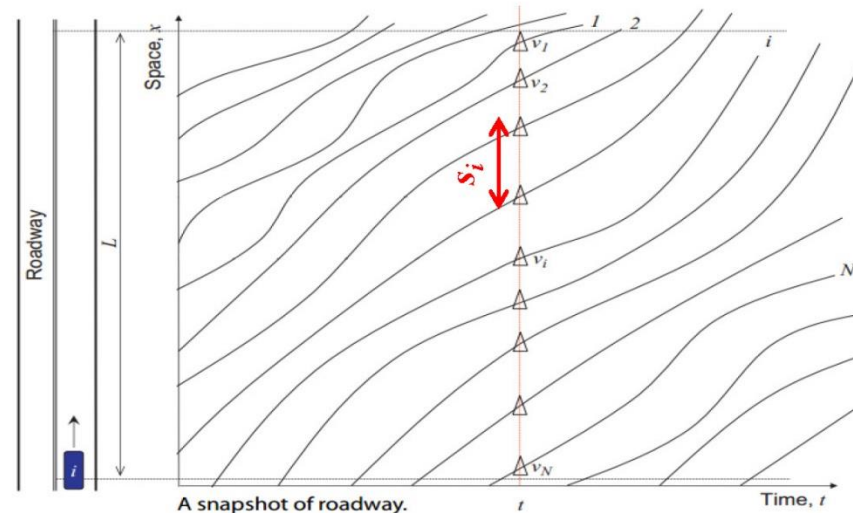 Roadway
i
L
Space, x
1
2
i
v1
v2
si
vi
N
vN
A snapshot of roadway.
t
Time, t